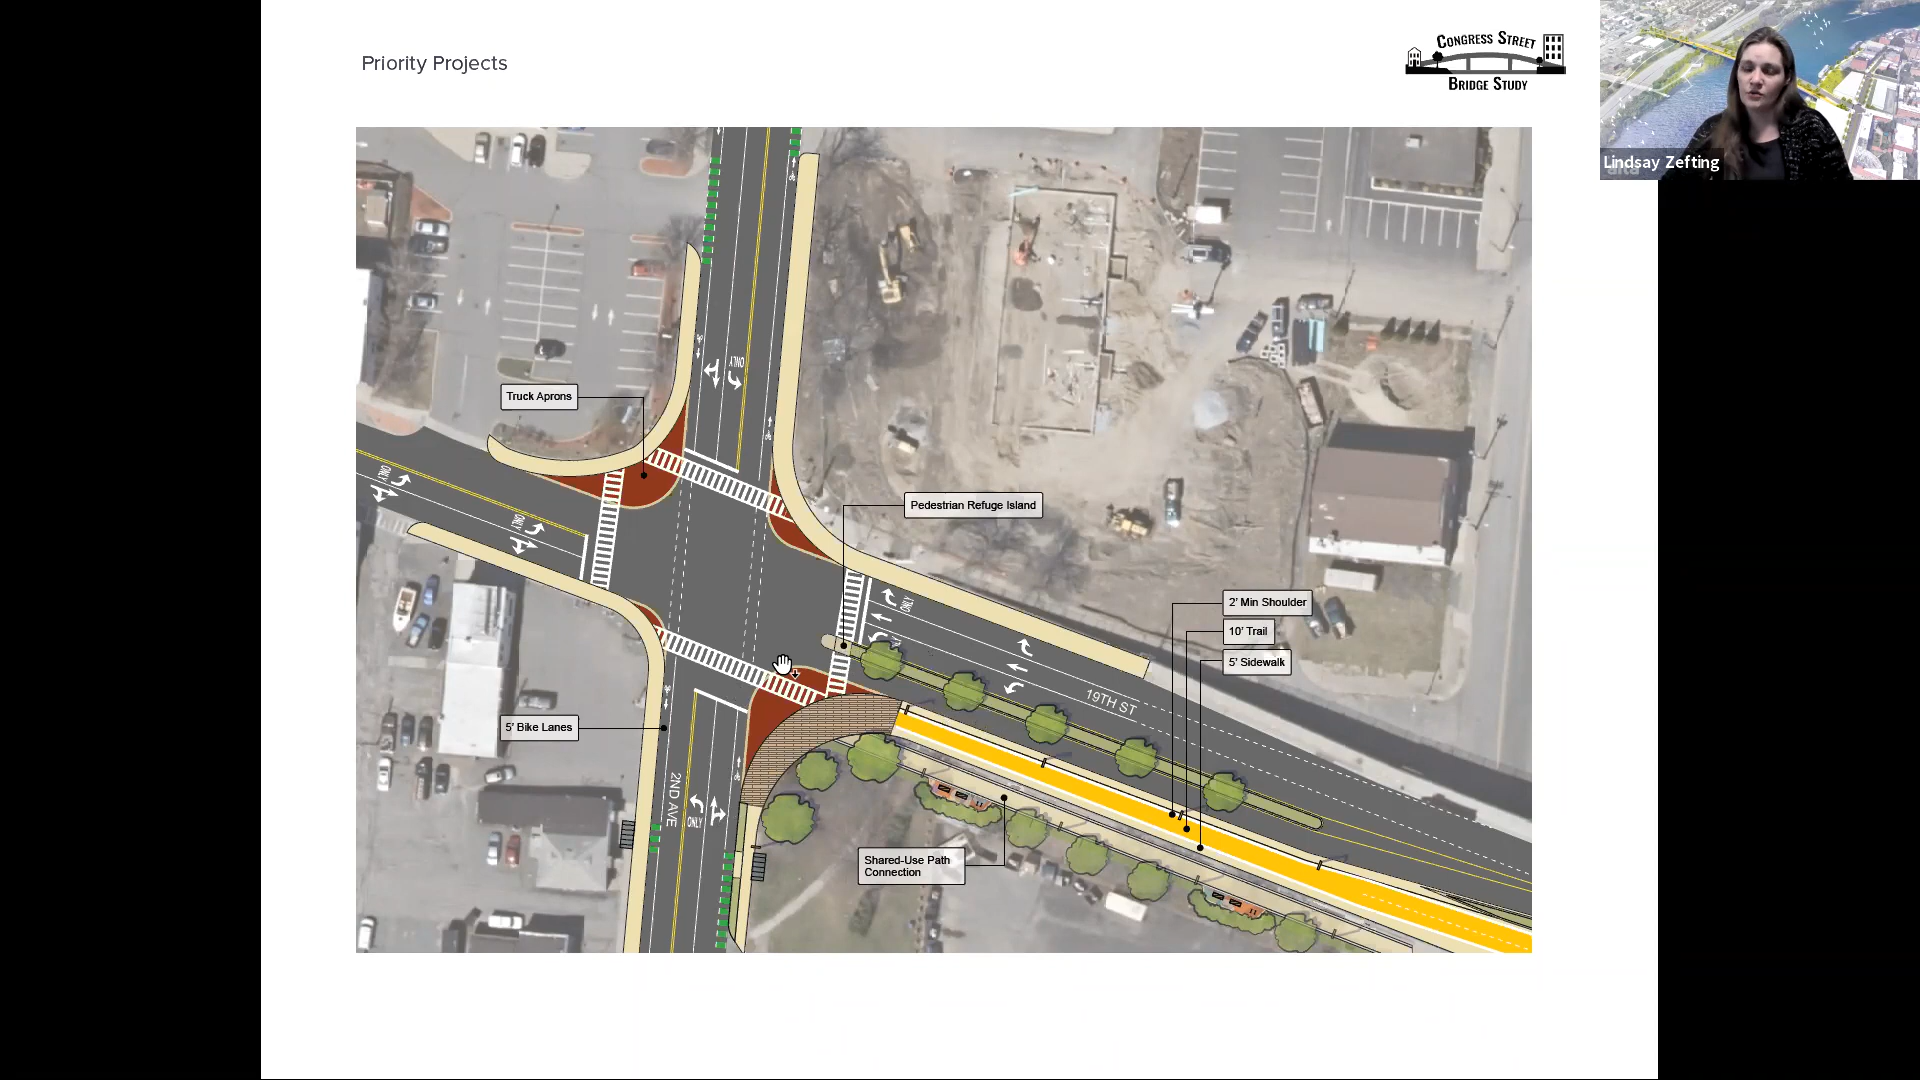 Priority Projects
CONGRESS STREET
BRIDGE STUDY
Lindsay Zefting
ONLY
Truck Aprons
ONLY
ONLY
Pedestrian Refuge Island
ONLY
2' Min Shoulder
10' Trail
5' Sidewalk
19TH ST
5' Bike Lanes
2ND AVE
ONLY
Shared-Use Path
Connection